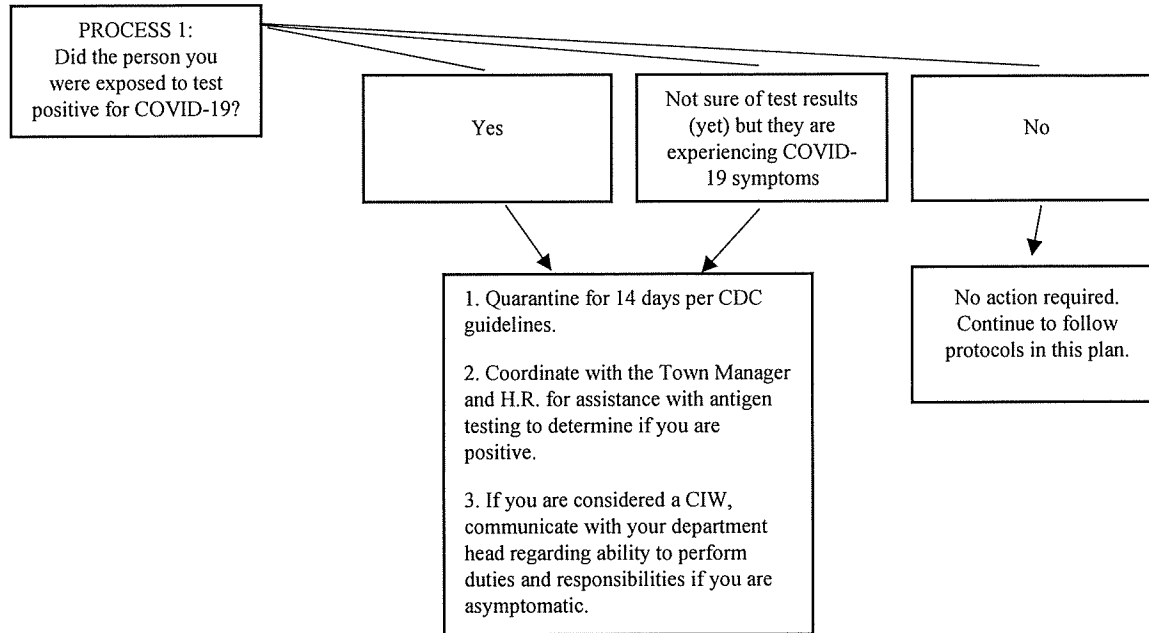 PROCESS 1:
Did the person you
were exposed to test
positive for COVID-19?
Yes
Not sure of test results
(yet) but they are
experiencing COVID-
19 symptoms
No
1. Quarantine for 14 days per CDC
guidelines.
2. Coordinate with the Town Manager
and H.R. for assistance with antigen
testing to determine if you are
positive.
3. If you are considered a CIW,
communicate with your department
head regarding ability to perform
duties and responsibilities if you are
asymptomatic.
No action required.
Continue to follow
protocols in this plan.